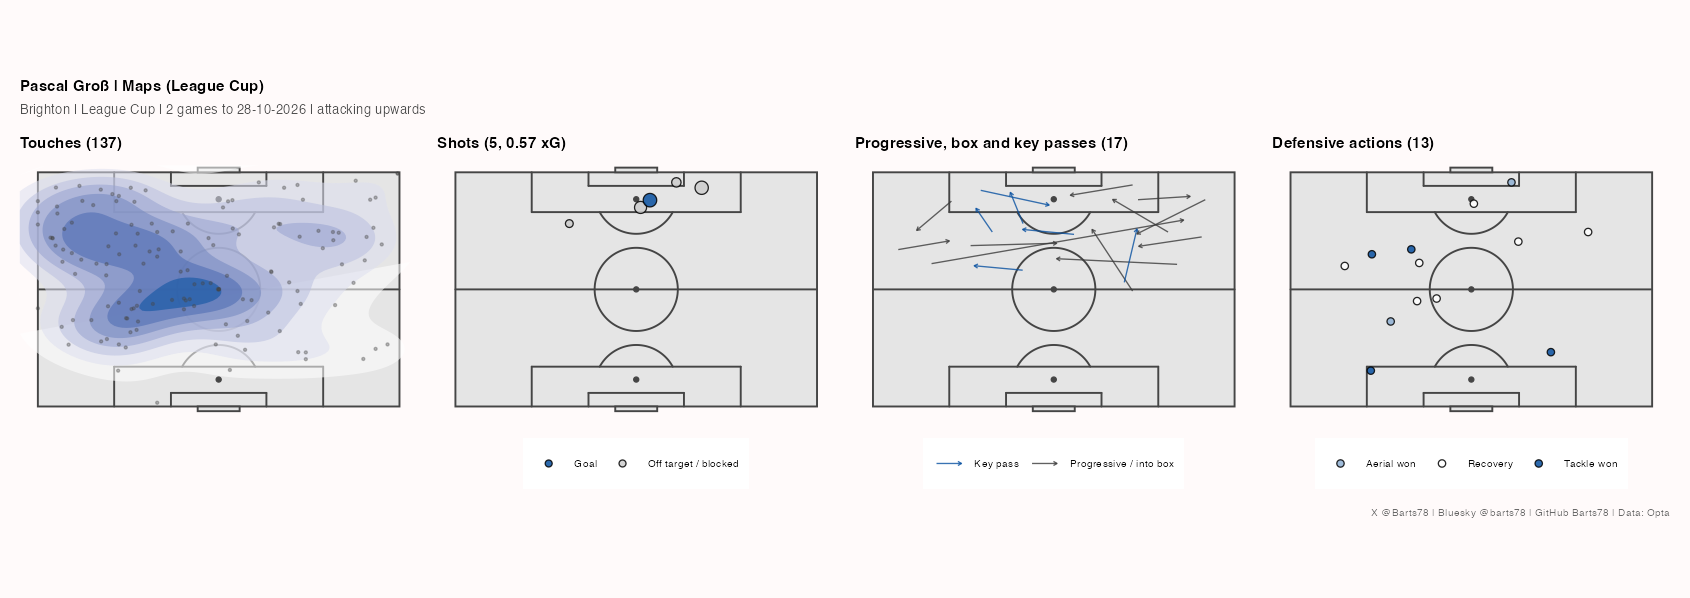 Pascal Groß | Maps (League Cup)
Brighton | League Cup | 2 games to 28-10-2026 | attacking upwards
Touches (137)
Shots (5, 0.57 xG)
Progressive, box and key passes (17)
Defensive actions (13)
Goal
Off target / blocked
Key pass
Progressive / into box
Aerial won
Recovery
Tackle won
X @Barts78 | Bluesky @barts78 | GitHub Barts78 | Data: Opta